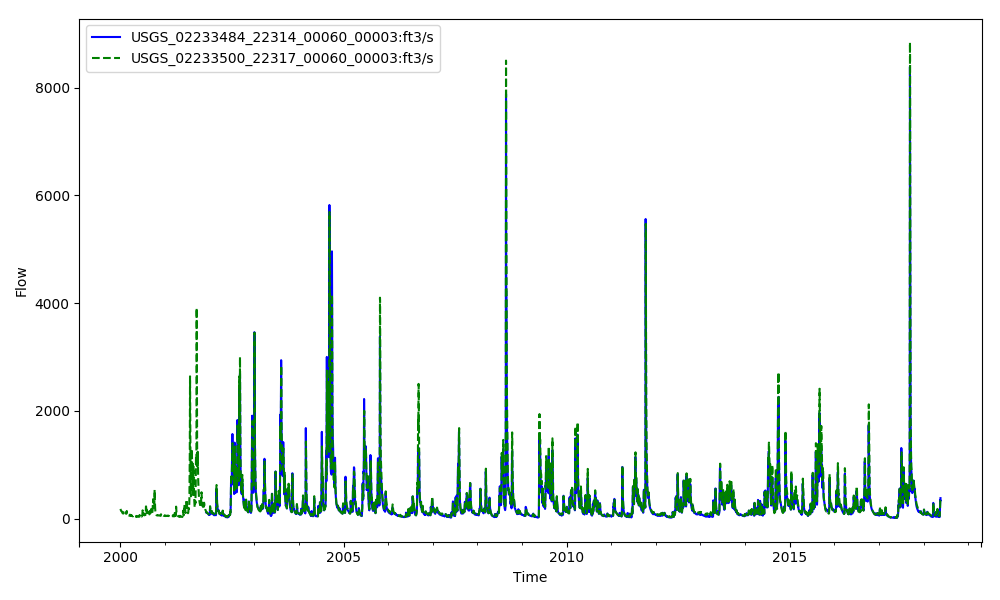 USGS_02233484_22314_00060_00003:ft3/s
USGS_02233500_22317_00060_00003:ft3/s
8000
6000
4000
2000
0
Flow
2000
2005
2010
2015
Time